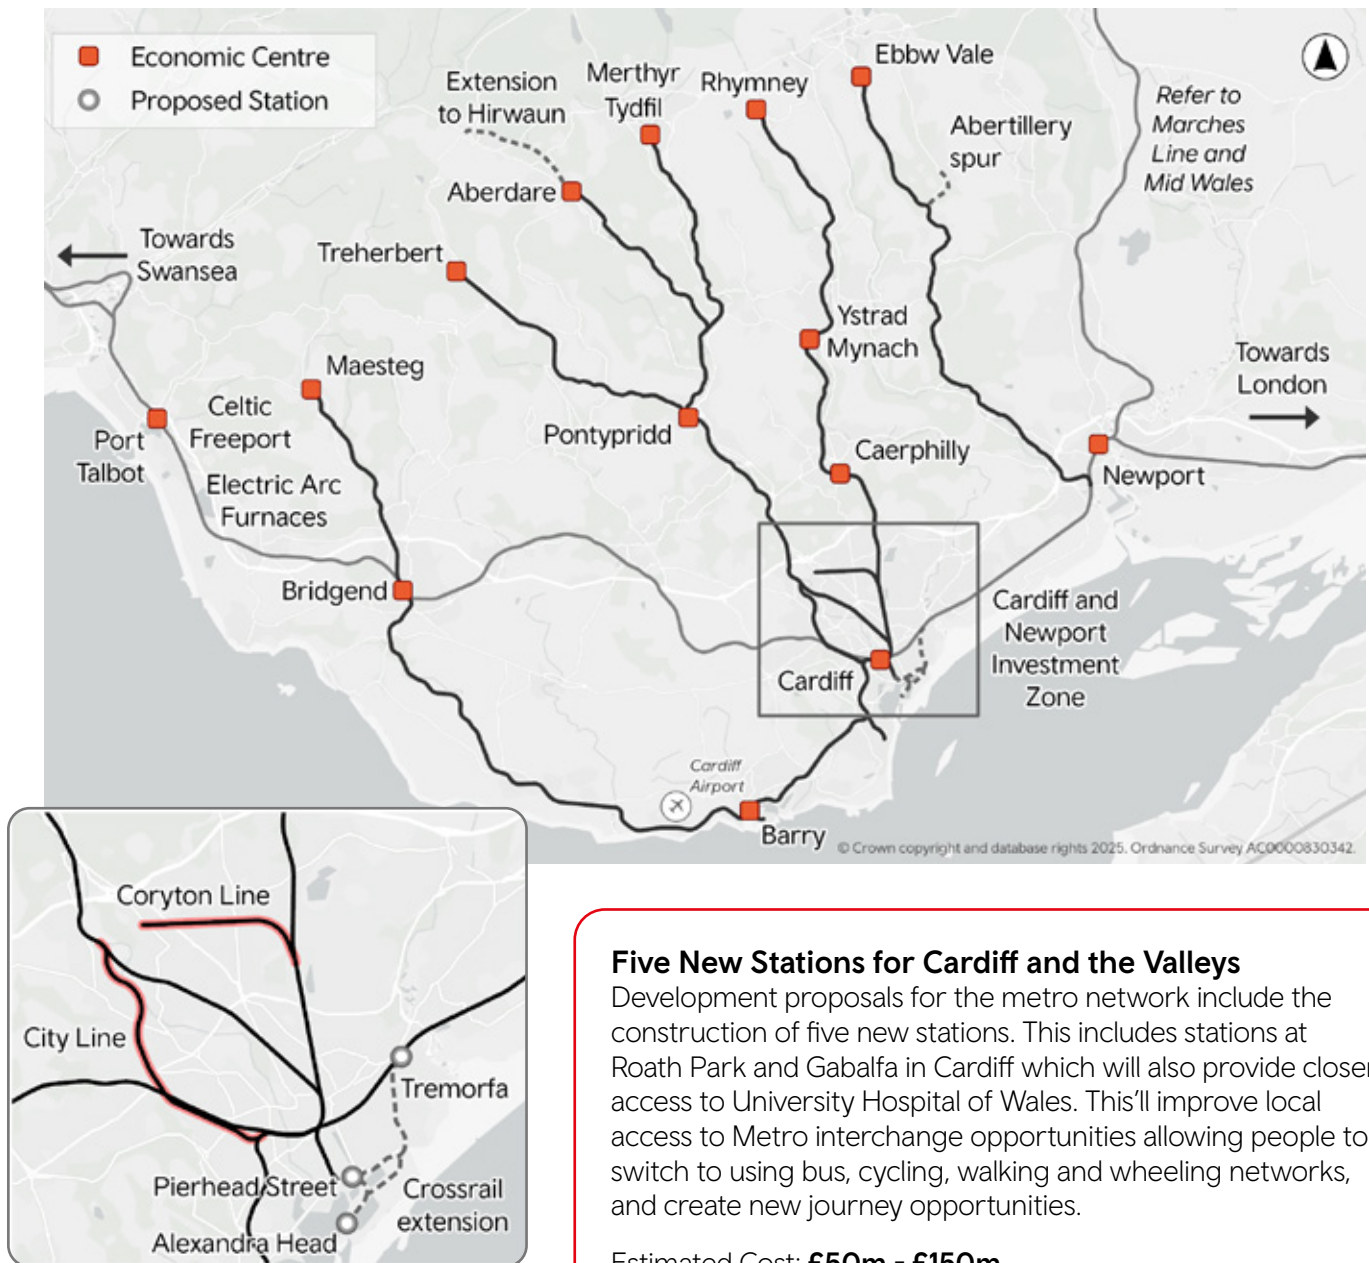 Economic Centre
Proposed Station
Extension
to Hirwaun
Merthyr
Tydfil
Rhymney
Ebbw Vale
Abertillery
spur
Refer to
Marches
Line and
Mid Wales
Aberdare
Treherbert
Towards
Swansea
Maesteg
Celtic
Freeport
Port
Talbot
Electric Arc
Furnaces
Pontypridd
Ystrad
Mynach
Caerphilly
Towards
London
Newport
Bridgend
Cardiff
Cardiff and
Newport
Investment
Zone
Cardiff
Airport
Barry
© Crown copyright and database rights 2025. Ordnance Survey AC0000830342.
Coryton Line
City Line
Tremorfa
Pierhead Street
Crossrail
extension
Alexandra Head
Five New Stations for Cardiff and the Valleys
Development proposals for the metro network include the
construction of five new stations. This includes stations at
Roath Park and Gabalfa in Cardiff which will also provide closer
access to University Hospital of Wales. This'll improve local
access to Metro interchange opportunities allowing people to
switch to using bus, cycling, walking and wheeling networks,
and create new journey opportunities.
Estimated Cost: £50m - £150m